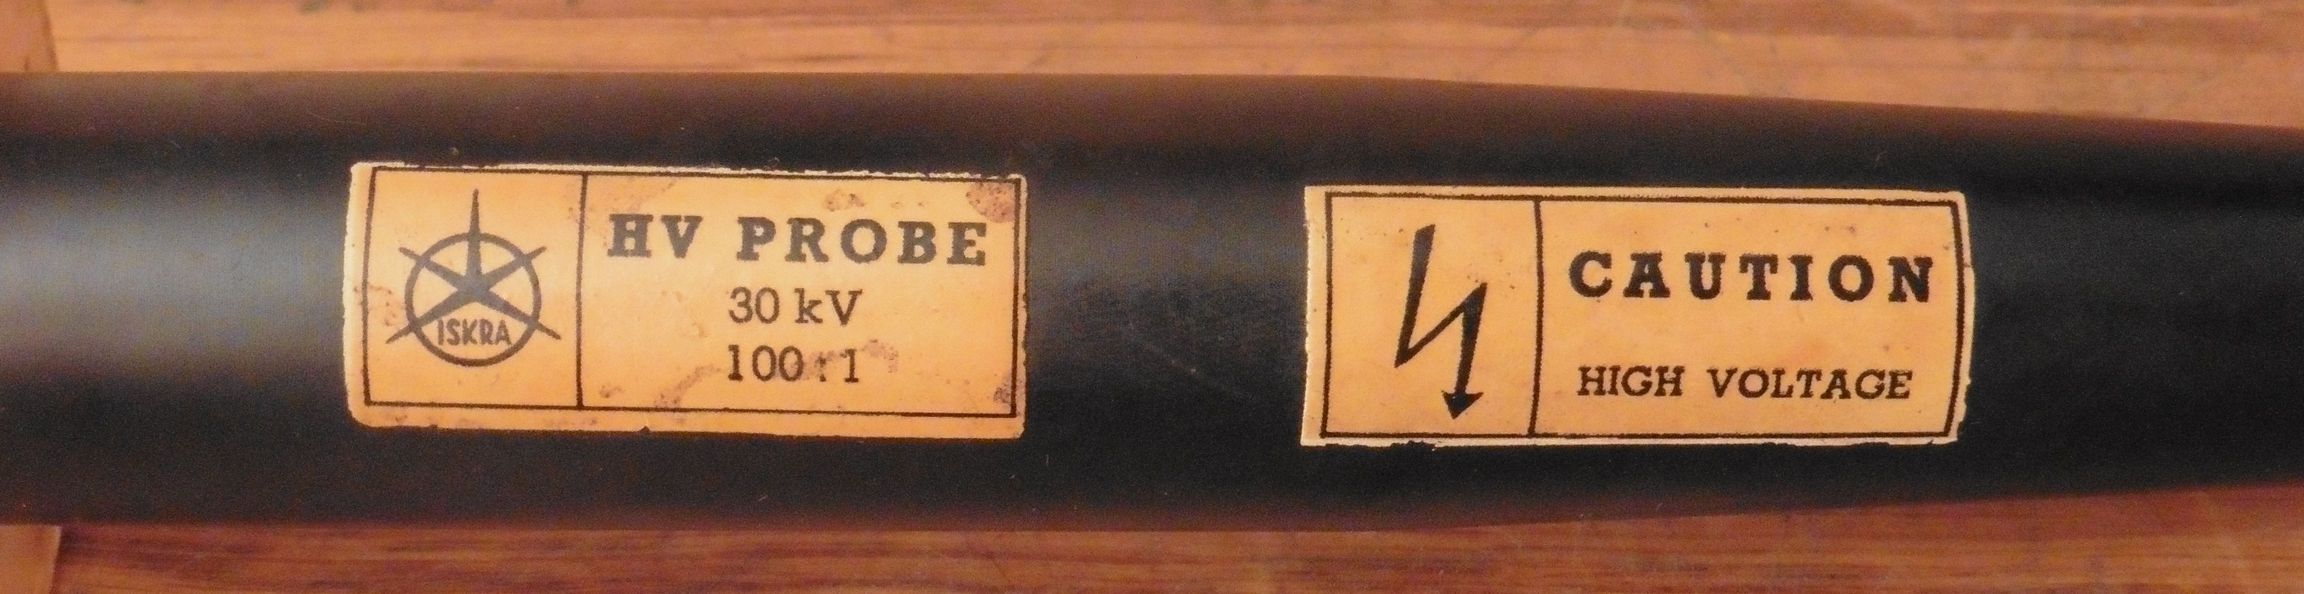 ISKRA
HV PROBE
30 kV
100:1
CAUTION
HIGH VOLTAGE